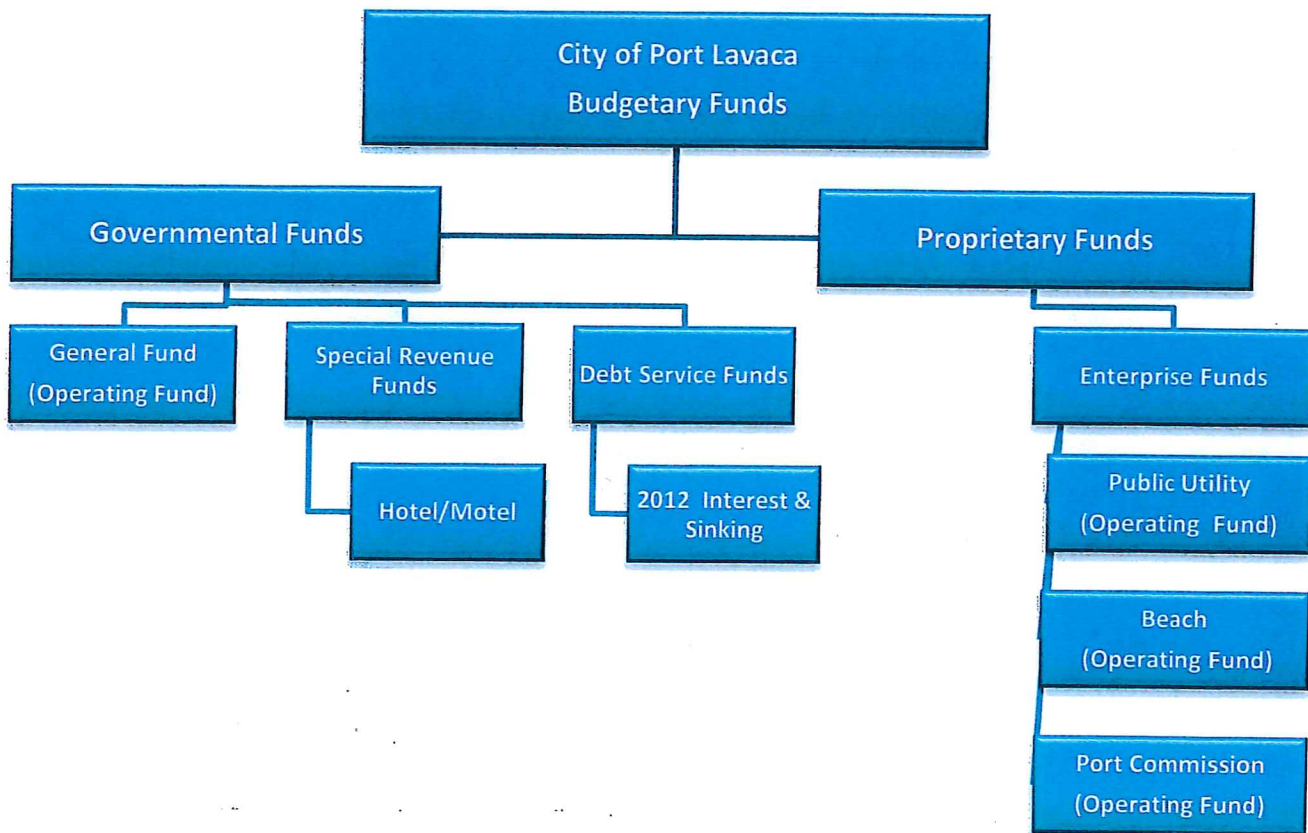 City of Port Lavaca
Budgetary Funds
Governmental Funds
Proprietary Funds
General Fund
(Operating Fund)
Special Revenue
Funds
Debt Service Funds
Enterprise Funds
Hotel/Motel
2012 Interest &
Sinking
Public Utility
(Operating Fund)
Beach
(Operating Fund)
Port Commission
(Operating Fund)